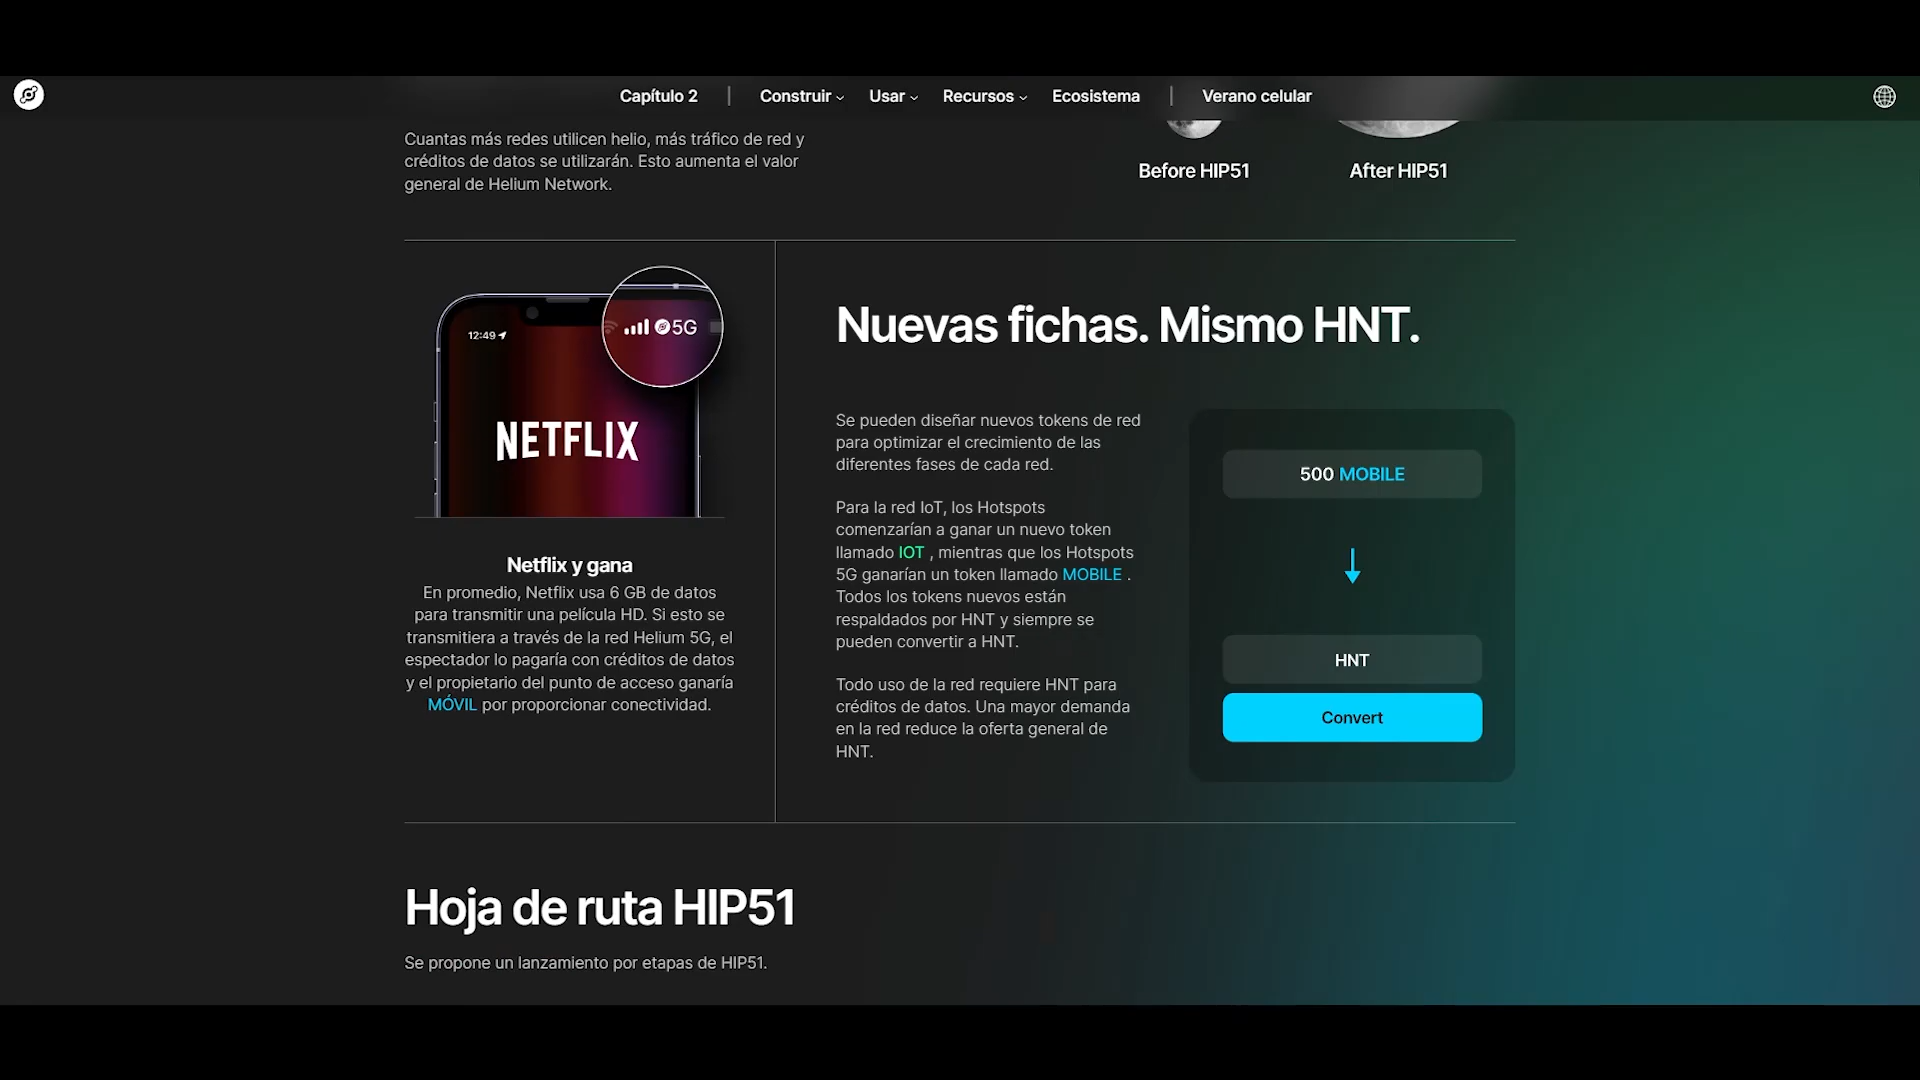 Capítulo 2 | Construir Usar Recursos Ecosistema | Verano celular
Cuantas más redes utilicen helio, más tráfico de red y
créditos de datos se utilizarán. Esto aumenta el valor
general de Helium Network.
Before HIP51
After HIP51
12:49
5G
NETFLIX
Netflix y gana
En promedio, Netflix usa 6 GB de datos
para transmitir una película HD. Si esto se
transmitiera a través de la red Helium 5G, el
espectador lo pagaría con créditos de datos
y el propietario del punto de acceso ganaría
MÓVIL por proporcionar conectividad.
Nuevas fichas. Mismo HNT.
Se pueden diseñar nuevos tokens de red
para optimizar el crecimiento de las
diferentes fases de cada red.
Para la red IoT, los Hotspots
comenzarían a ganar un nuevo token
llamado IOT , mientras que los Hotspots
5G ganarían un token llamado MOBILE .
Todos los tokens nuevos están
respaldados por HNT y siempre se
pueden convertir a HNT.
Todo uso de la red requiere HNT para
créditos de datos. Una mayor demanda
en la red reduce la oferta general de
HNT.
500 MOBILE
HNT
Convert
Hoja de ruta HIP51
Se propone un lanzamiento por etapas de HIP51.